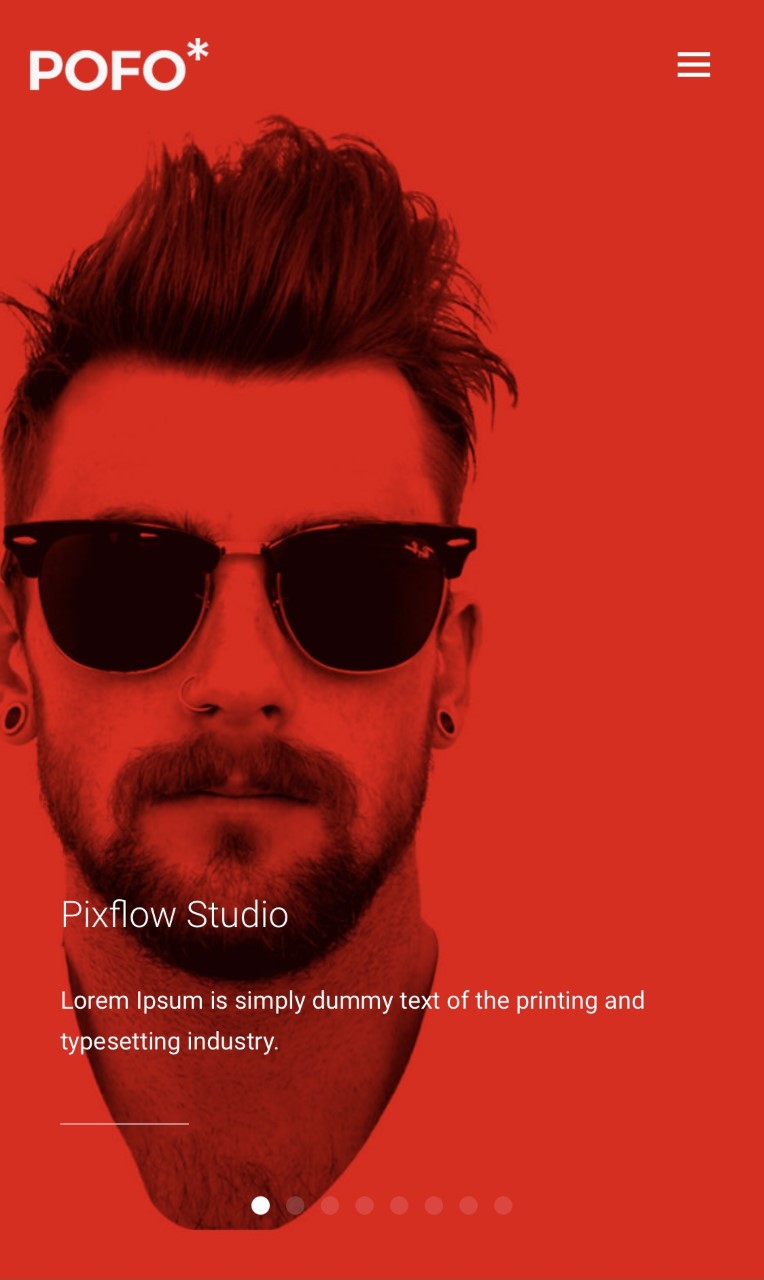 POFO*
Pixflow Studio
Lorem Ipsum is simply dummy text of the printing and
typesetting industry.